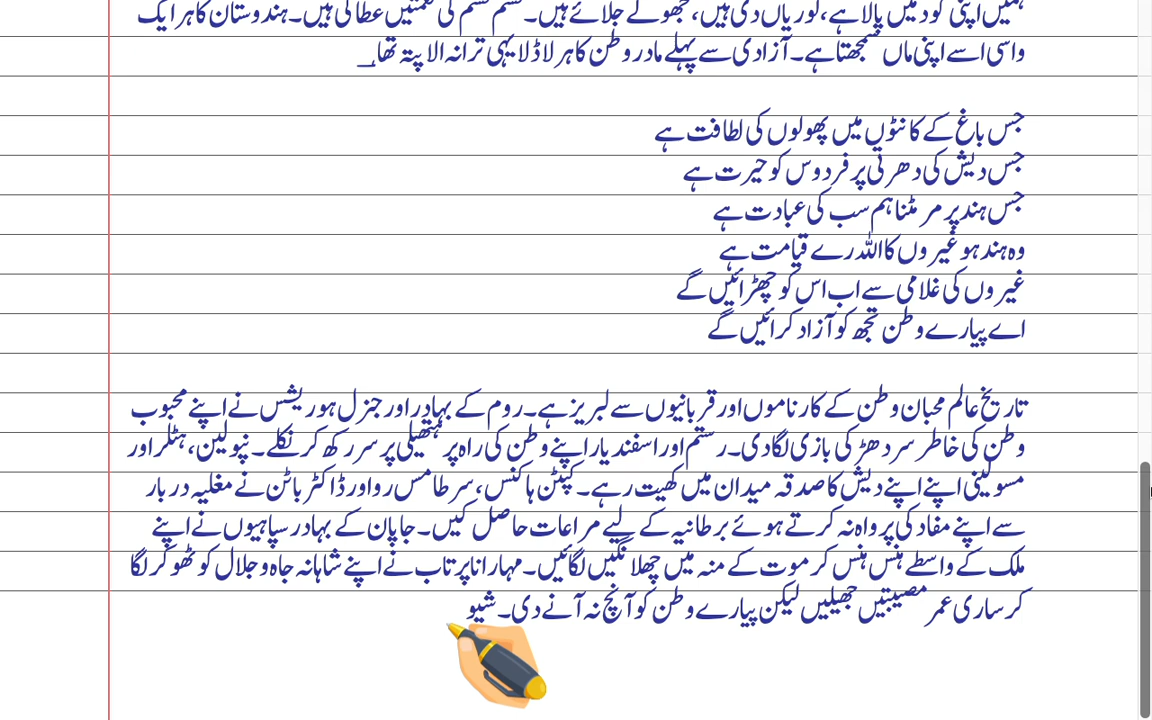 ہمیں اپنی گود میں پالا ہے، لوریاں دی ہیں، جھولے جلائے ہیں۔ قسم قسم کی نعمتیں عطا کی ہیں۔ ہندوستان کا ہر ایک
واسی اسے اپنی ماں سمجھتا ہے۔ آزادی سے پہلے مادر وطن کا ہر لاڈلا یہی ترانہ الاپتہ تھا۔
جس باغ کے کانٹوں میں پھولوں کی لطافت ہے
جس دیش کی دھرتی پر فردوس کو حیرت ہے
جس ہند پر مر مٹنا ہم سب کی عبادت ہے
وہ ہند ہو غیروں کا اللہ رے قیامت ہے
غیروں کی غلامی سے اب اس کو چھڑائیں گے
اے پیارے وطن تجھ کو آزاد کرائیں گے
تاریخ عالم محبان وطن کے کارناموں اور قربانیوں سے لبریز ہے۔ روم کے بہادر اور جنرل ہوریشس نے اپنے محبوب
وطن کی خاطر سر دھڑ کی بازی لگا دی۔ رستم اور اسفند یار اپنے وطن کی راہ پر ہتھیلی پر سر رکھ کر نکلے۔ نپولین، ہٹلر اور
مسولینی اپنے اپنے دیش کا صدقہ میدان میں کھیت رہے۔ کپٹن ہاکنس، سر طامس رو اور ڈاکٹر باٹن نے مغلیہ دربار
سے اپنے مفاد کی پرواہ نہ کرتے ہوئے برطانیہ کے لیے مراعات حاصل کیں۔ جاپان کے بہادر سپاہیوں نے اپنے
ملک کے واسطے ہنس ہنس کر موت کے منہ میں چھلانگیں لگائیں۔ مہارانا پرتاب نے اپنے شاہانہ جاہ و جلال کو ٹھوکر لگا
کر ساری عمر مصیبتیں جھیلیں لیکن پیارے وطن کو آنچ نہ آنے دی۔ شیو